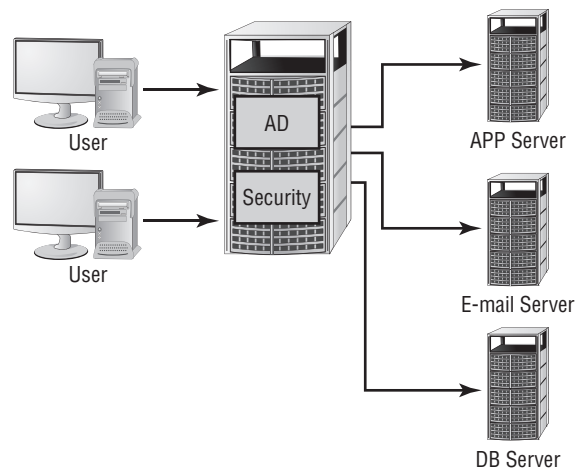 User
User
AD
Security
APP Server
E-mail Server
DB Server